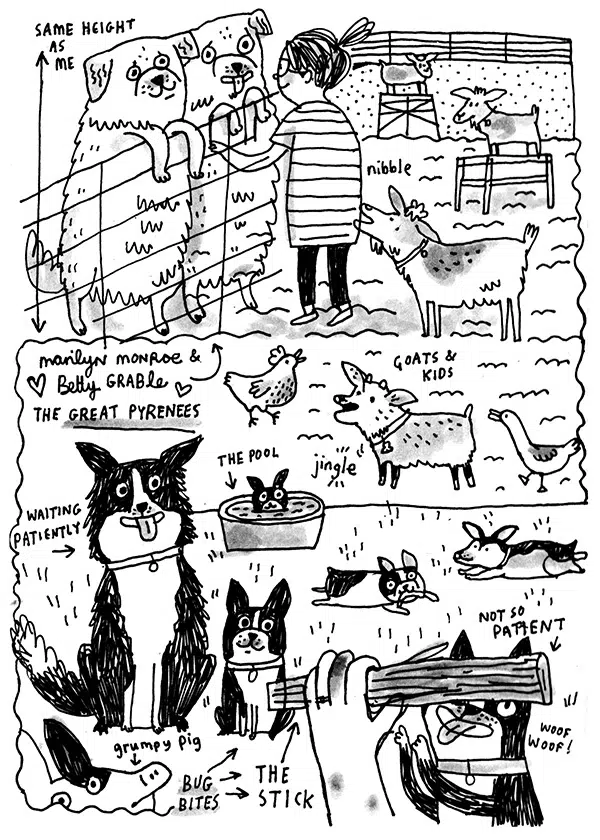 SAME HEIGHT
AS
ME
nibble
marilyn monroe &
Betty GRABLE
THE GREAT PYRENEES
GOATS &
KIDS
jingle
THE POOL
WAITING
PATIENTLY
NOT SO
PATIENT
WOOF
WOOF!
grumpy pig
BUG
BITES
THE
STICK